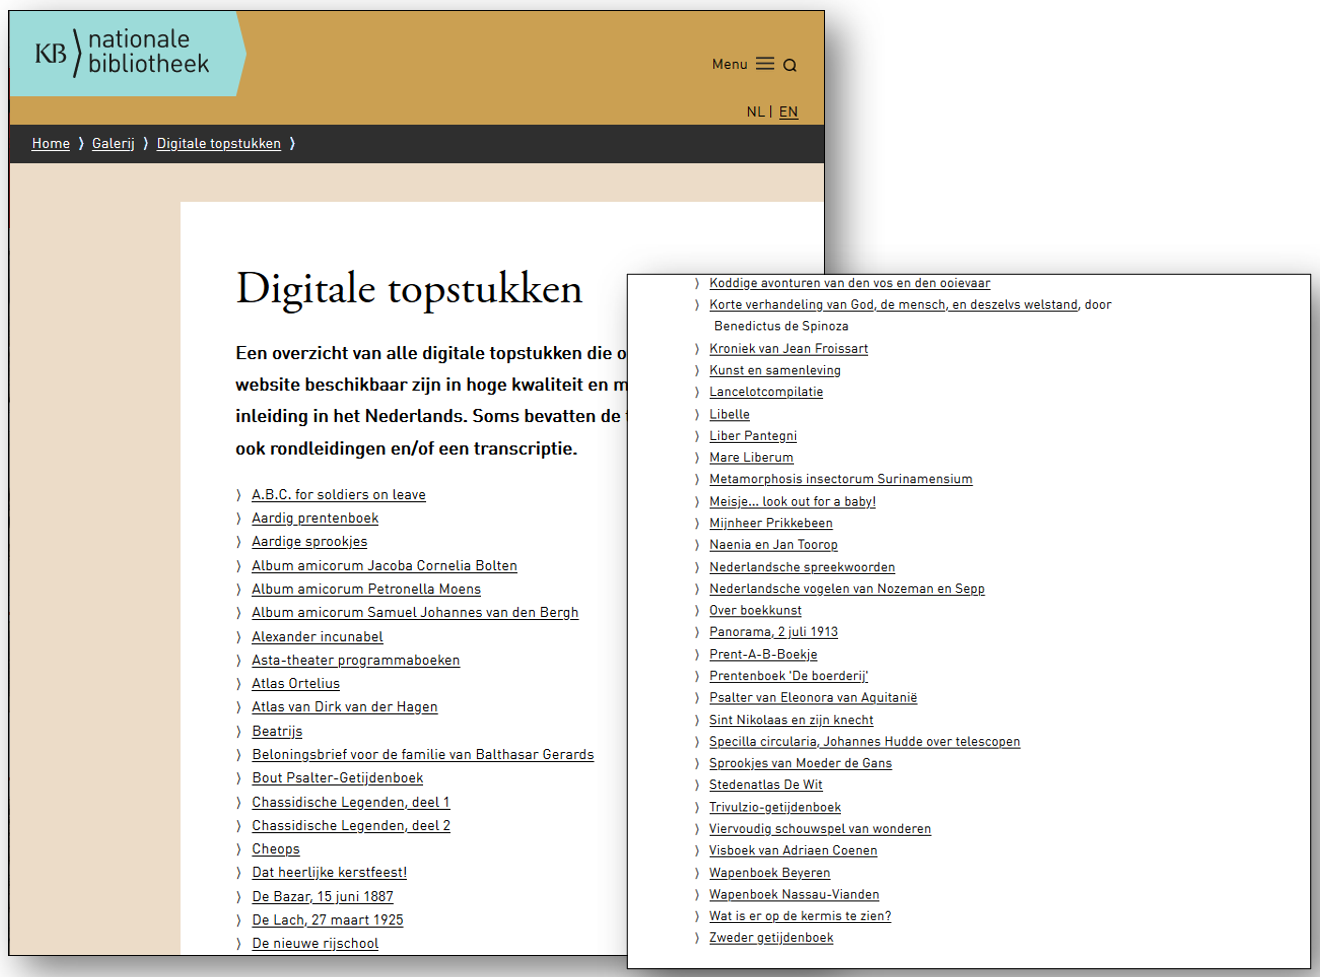 KB nationale
bibliotheek
Menu
NL | EN
Home ⟩ Galerij ⟩ Digitale topstukken ⟩
Digitale topstukken
Een overzicht van alle digitale topstukken die o
website beschikbaar zijn in hoge kwaliteit en m
inleiding in het Nederlands. Soms bevatten de
ook rondleidingen en/of een transcriptie.
⟩ A.B.C. for soldiers on leave
⟩ Aardig prentenboek
⟩ Aardige sprookjes
⟩ Album amicorum Jacoba Cornelia Bolten
⟩ Album amicorum Petronella Moens
⟩ Album amicorum Samuel Johannes van den Bergh
⟩ Alexander incunabel
⟩ Asta-theater programmaboeken
⟩ Atlas Ortelius
⟩ Atlas van Dirk van der Hagen
⟩ Beatrijs
⟩ Beloningsbrief voor de familie van Balthasar Gerards
⟩ Bout Psalter-Getijdenboek
⟩ Chassidische Legenden, deel 1
⟩ Chassidische Legenden, deel 2
⟩ Cheops
⟩ Dat heerlijke kerstfeest!
⟩ De Bazar, 15 juni 1887
⟩ De Lach, 27 maart 1925
⟩ De nieuwe rijschool
⟩ Koddige avonturen van den vos en den ooievaar
⟩ Korte verhandeling van God, de mensch, en deszelvs welstand, door
Benedictus de Spinoza
⟩ Kroniek van Jean Froissart
⟩ Kunst en samenleving
⟩ Lancelotcompilatie
⟩ Libelle
⟩ Liber Pantegni
⟩ Mare Liberum
⟩ Metamorphosis insectorum Surinamensium
⟩ Meisje... look out for a baby!
⟩ Mijnheer Prikkebeen
⟩ Naenia en Jan Toorop
⟩ Nederlandsche spreekwoorden
⟩ Nederlandsche vogelen van Nozeman en Sepp
⟩ Over boekkunst
⟩ Panorama, 2 juli 1913
⟩ Prent-A-B-Boekje
⟩ Prentenboek 'De boerderij'
⟩ Psalter van Eleonora van Aquitanië
⟩ Sint Nikolaas en zijn knecht
⟩ Specilla circularia, Johannes Hudde over telescopen
⟩ Sprookjes van Moeder de Gans
⟩ Stedenatlas De Wit
⟩ Trivulzio-getijdenboek
⟩ Viervoudig schouwspel van wonderen
⟩ Visboek van Adriaen Coenen
⟩ Wapenboek Beyeren
⟩ Wapenboek Nassau-Vianden
⟩ Wat is er op de kermis te zien?
⟩ Zweder getijdenboek